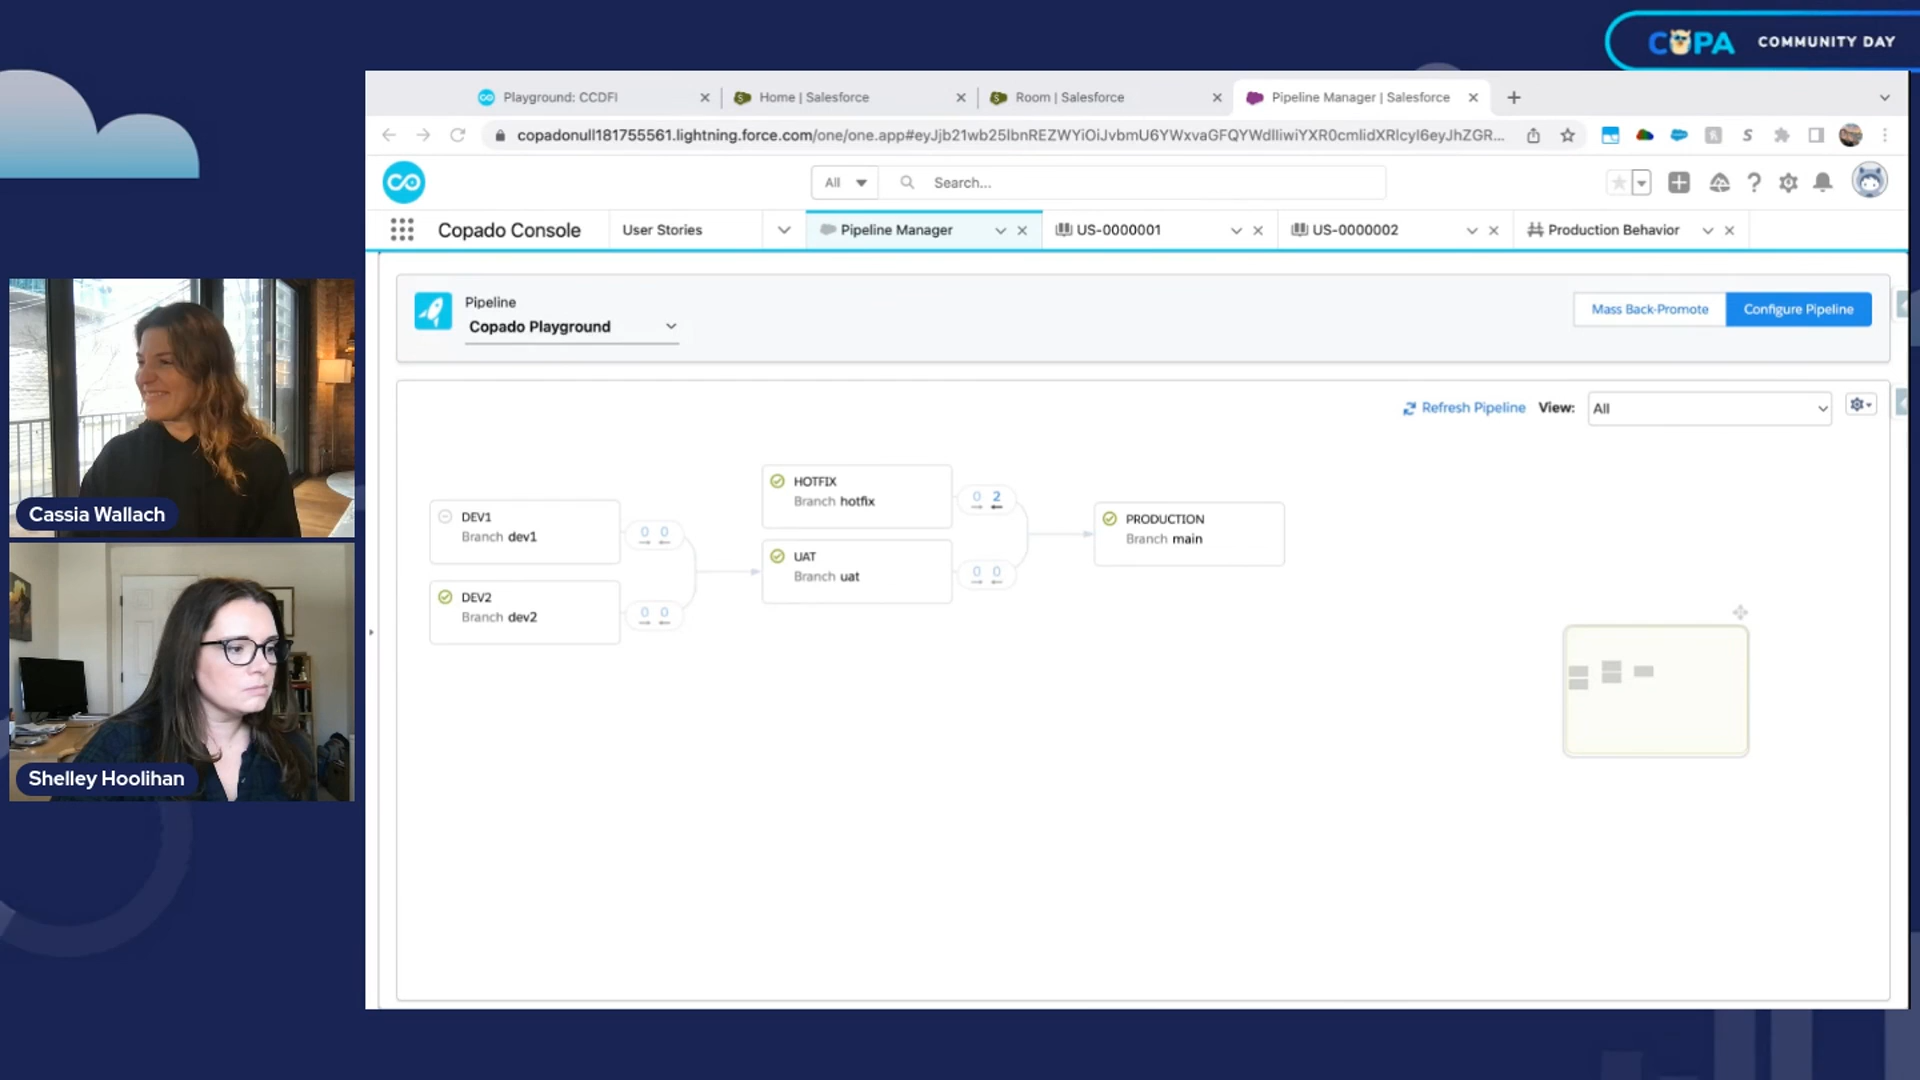 COPA COMMUNITY DAY
Playground: CCDFI
Home | Salesforce
Room | Salesforce
Pipeline Manager | Salesforce
copadonull181755561.lightning.force.com/one/one.app#eyJjb21wb25lbnREZWYiOiJvbmU6YWxvaGFQYWdlIiwiYXR0cmlidXRlcyI6eyJhZGR...
All
Search...
Copado Console
User Stories
Pipeline Manager
US-0000001
US-0000002
Production Behavior
Pipeline
Copado Playground
Mass Back-Promote
Configure Pipeline
Refresh Pipeline
View:
All
HOTFIX
Branch hotfix
0 2
DEV1
Branch dev1
0 0
PRODUCTION
Branch main
UAT
Branch uat
0 0
DEV2
Branch dev2
0 0
Cassia Wallach
Shelley Hoolihan